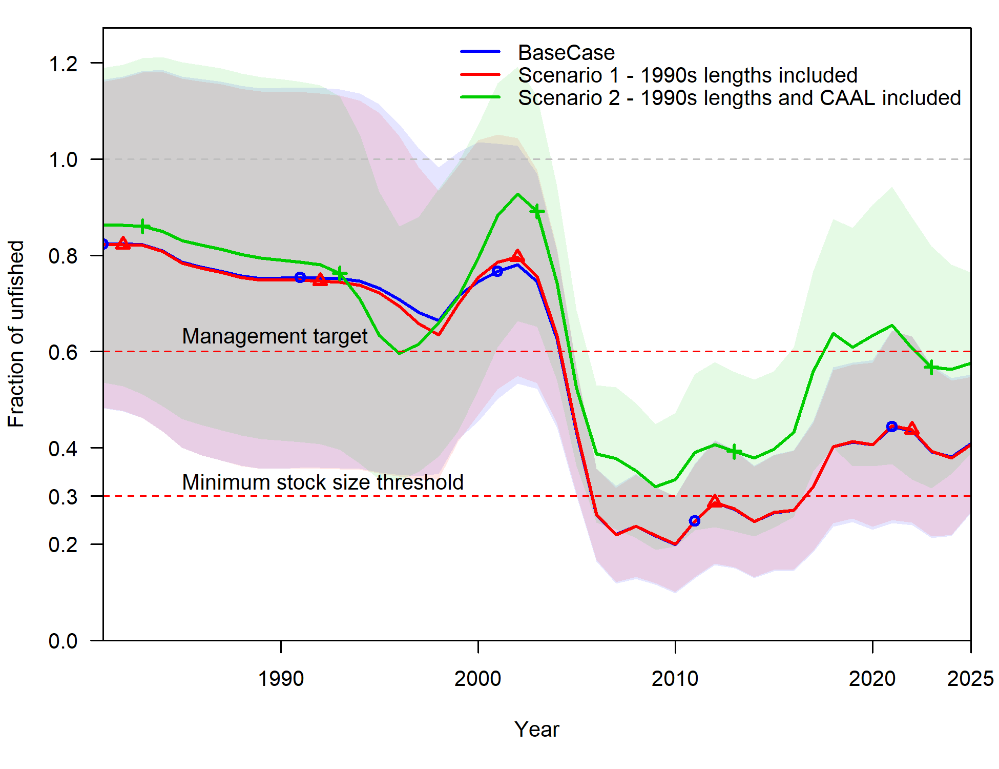 BaseCase
Scenario 1 - 1990s lengths included
Scenario 2 - 1990s lengths and CAAL included
1.2
1.0
0.8
0.6
0.4
0.3
0.2
0.0
Fraction of unfished
Management target
Minimum stock size threshold
1990
2000
2010
2020
2025
Year